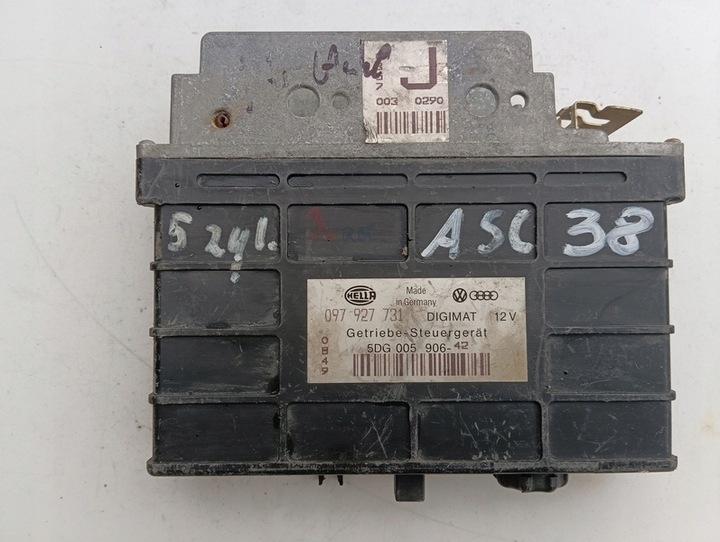 J
003 0290
5 zyl.
ASC 38
HELLA Made in Germany
097 927 731 DIGIMAT 12 V
Getriebe-Steuergerät
5DG 005 906-42
0849